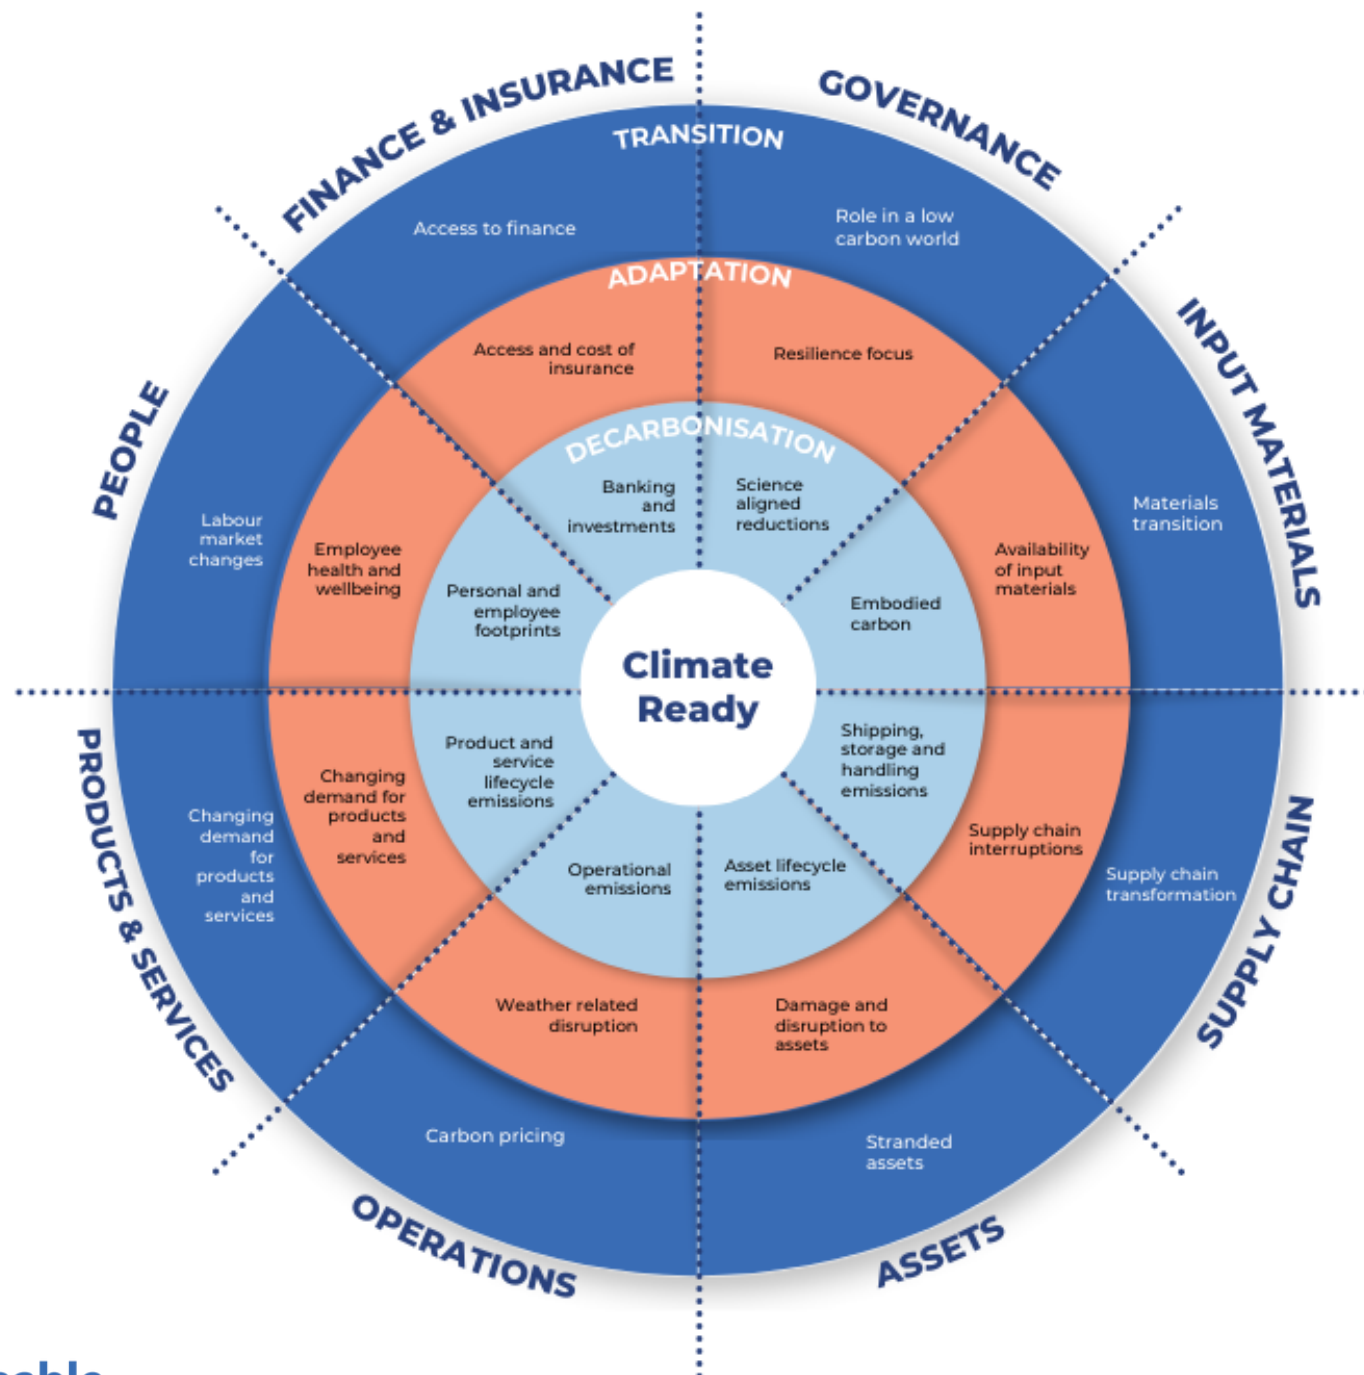 FINANCE & INSURANCE
GOVERNANCE
INPUT MATERIALS
SUPPLY CHAIN
ASSETS
OPERATIONS
PRODUCTS & SERVICES
PEOPLE
TRANSITION
Access to finance
Role in a low
carbon world
Materials
transition
Supply chain
transformation
Stranded
assets
Carbon pricing
Changing
demand
for
products
and
services
Labour
market
changes
ADAPTATION
Access and cost of
insurance
Resilience focus
Availability
of input
materials
Supply chain
interruptions
Damage and
disruption to
assets
Weather related
disruption
Changing
demand for
products
and
services
Employee
health and
wellbeing
DECARBONISATION
Banking
and
investments
Science
aligned
reductions
Embodied
carbon
Shipping,
storage and
handling
emissions
Asset lifecycle
emissions
Operational
emissions
Product and
service
lifecycle
emissions
Personal and
employee
footprints
Climate
Ready